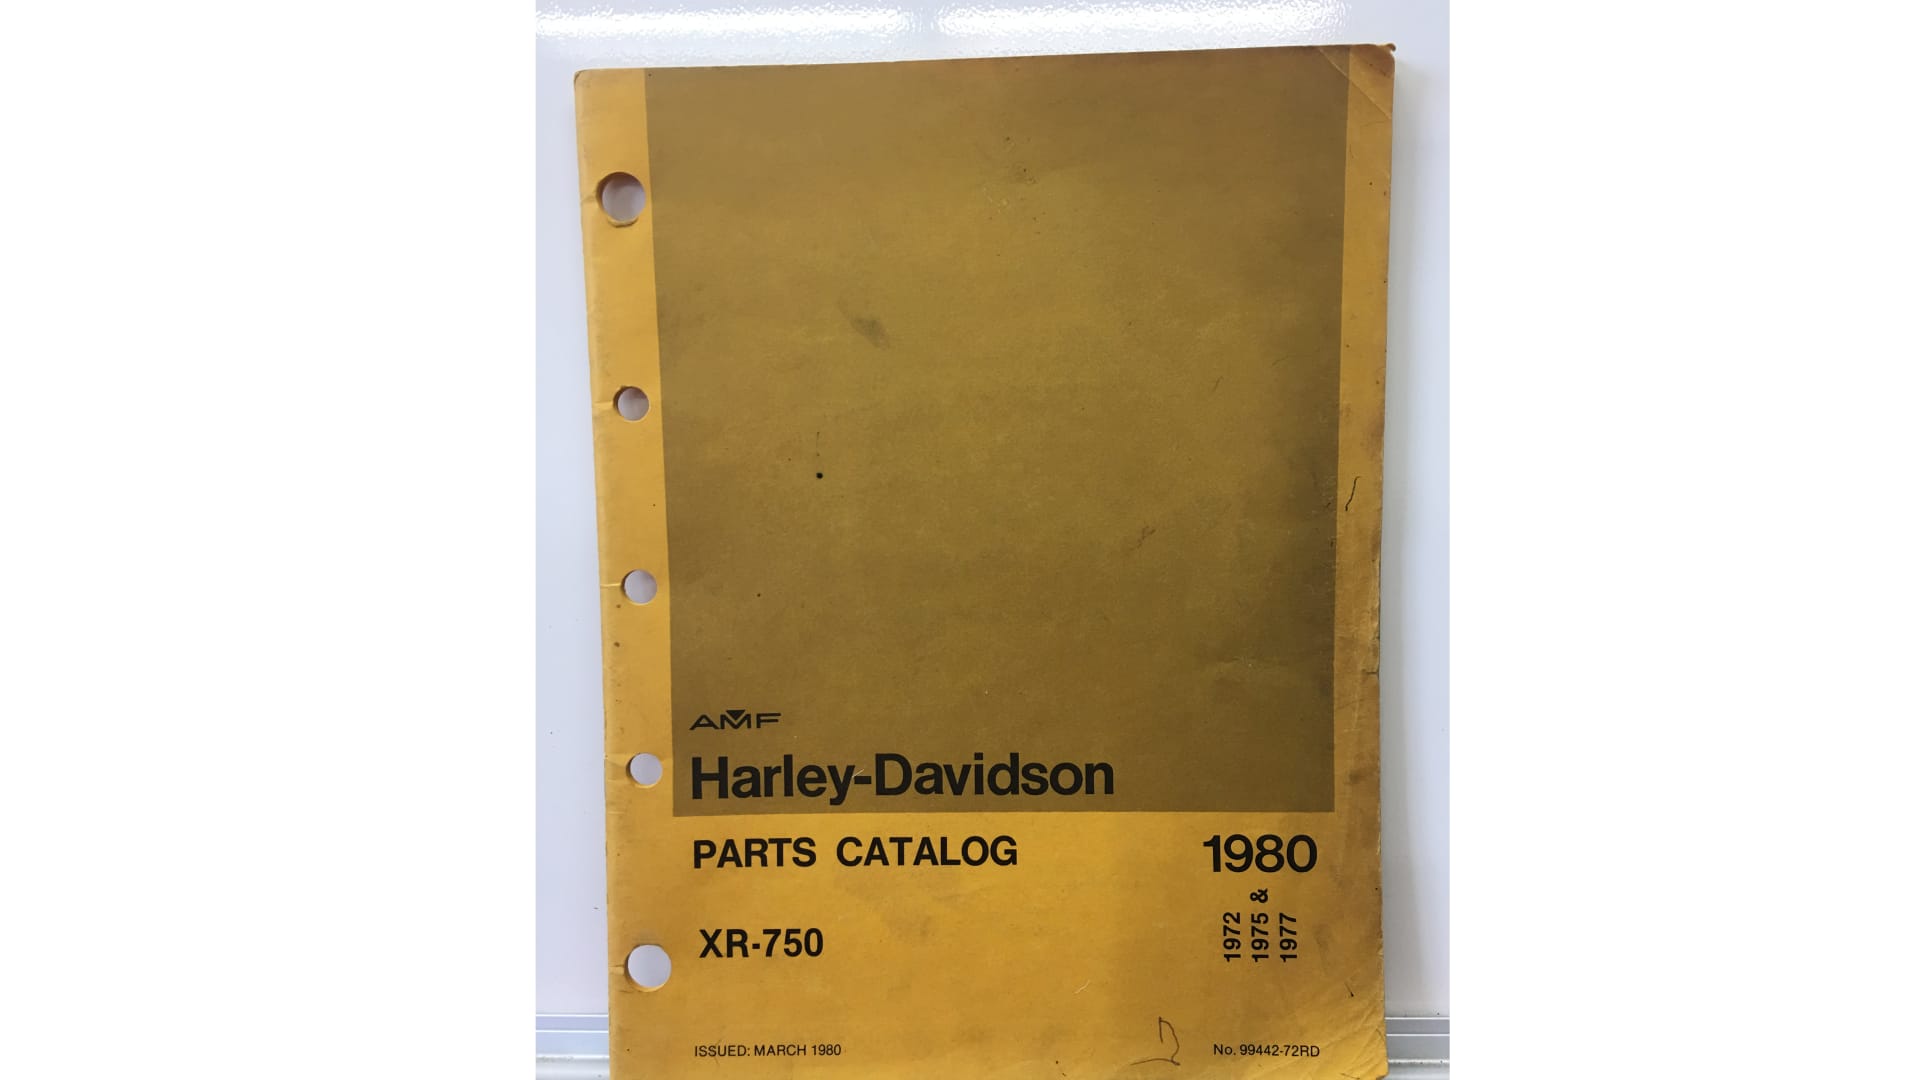 AMF
Harley-Davidson
PARTS CATALOG
1980
XR-750
1972
1975 &
1977
ISSUED: MARCH 1980
No. 99442-72RD